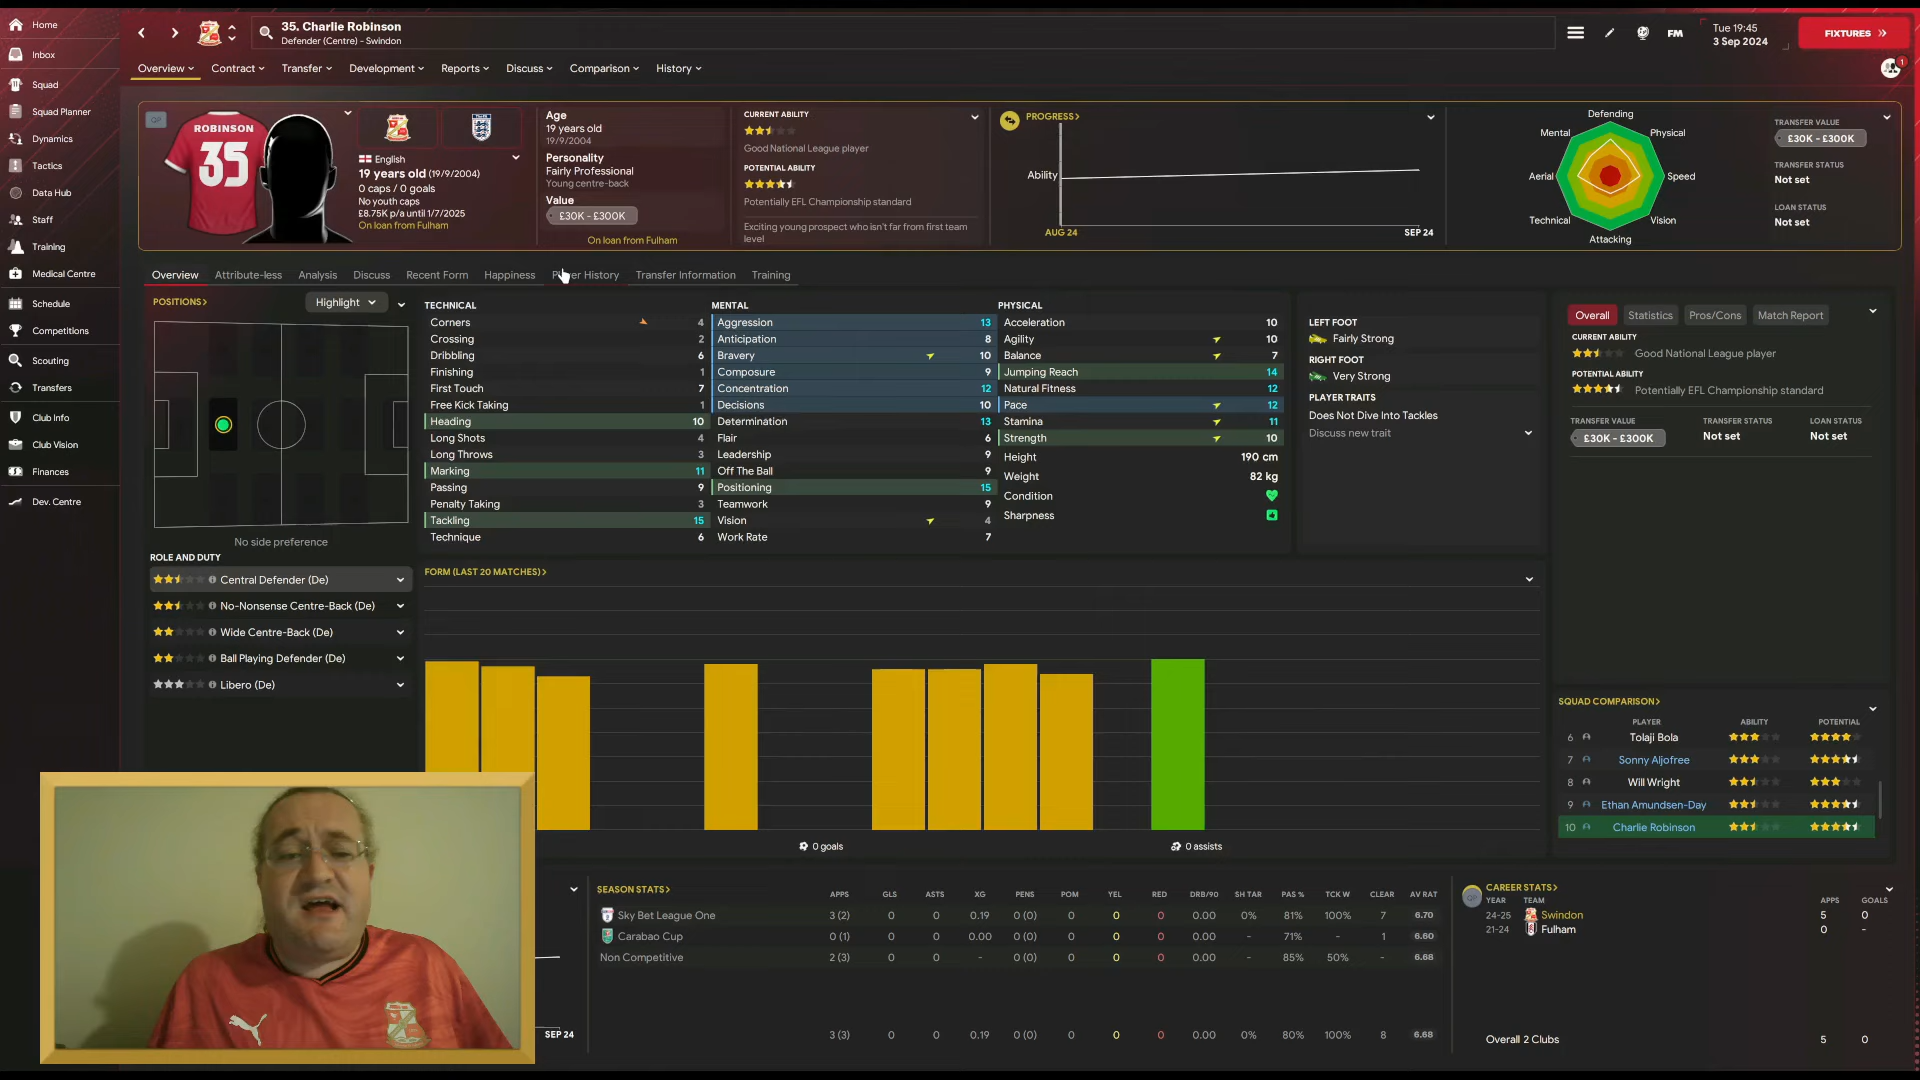 Home
Inbox
Squad
Squad Planner
Dynamics
Tactics
Data Hub
Staff
Training
Medical Centre
Schedule
Competitions
Scouting
Transfers
Club Info
Club Vision
Finances
Dev. Centre
35. Charlie Robinson
Defender (Centre) - Swindon
FM
Tue 19:45
3 Sep 2024
FIXTURES
1
Overview Contract Transfer Development Reports Discuss Comparison History
ROBINSON
35
English
19 years old (19/9/2004)
0 caps / 0 goals
No youth caps
£8.75K p/a until 1/7/2025
On loan from Fulham
Age
19 years old
19/9/2004
Personality
Fairly Professional
Young centre-back
Value
£30K - £300K
On loan from Fulham
CURRENT ABILITY
Good National League player
POTENTIAL ABILITY
Potentially EFL Championship standard
Exciting young prospect who isn't far from first team
level
PROGRESS
Ability
AUG 24
SEP 24
Defending
Mental
Physical
Aerial
Speed
Technical
Vision
Attacking
TRANSFER VALUE
£30K - £300K
TRANSFER STATUS
Not set
LOAN STATUS
Not set
Overview Attribute-less Analysis Discuss Recent Form Happiness Player History Transfer Information Training
POSITIONS
Highlight
No side preference
ROLE AND DUTY
Central Defender (De)
No-Nonsense Centre-Back (De)
Wide Centre-Back (De)
Ball Playing Defender (De)
Libero (De)
TECHNICAL
Corners 4
Crossing 2
Dribbling 6
Finishing 1
First Touch 7
Free Kick Taking 1
Heading 10
Long Shots 4
Long Throws 3
Marking 11
Passing 9
Penalty Taking 3
Tackling 15
Technique 6
MENTAL
Aggression 13
Anticipation 8
Bravery 10
Composure 9
Concentration 12
Decisions 10
Determination 13
Flair 6
Leadership 9
Off The Ball 9
Positioning 15
Teamwork 9
Vision 4
Work Rate 7
PHYSICAL
Acceleration 10
Agility 10
Balance 7
Jumping Reach 14
Natural Fitness 12
Pace 12
Stamina 11
Strength 10
Height 190 cm
Weight 82 kg
Condition
Sharpness
LEFT FOOT
Fairly Strong
RIGHT FOOT
Very Strong
PLAYER TRAITS
Does Not Dive Into Tackles
Discuss new trait
Overall Statistics Pros/Cons Match Report
CURRENT ABILITY
Good National League player
POTENTIAL ABILITY
Potentially EFL Championship standard
TRANSFER VALUE TRANSFER STATUS LOAN STATUS
£30K - £300K Not set Not set
FORM (LAST 20 MATCHES)
0 goals
0 assists
SQUAD COMPARISON
PLAYER ABILITY POTENTIAL
6 Tolaji Bola
7 Sonny Aljofree
8 Will Wright
9 Ethan Amundsen-Day
10 Charlie Robinson
SEP 24
SEASON STATS APPS GLS ASTS XG PENS POM YEL RED DRB/90 SH TAR PAS % TCK W CLEAR AV RAT
Sky Bet League One 3 (2) 0 0 0.19 0 (0) 0 0 0 0.00 0% 81% 100% 7 6.70
Carabao Cup 0 (1) 0 0 0.00 0 (0) 0 0 0 0.00 - 71% - 1 6.60
Non Competitive 2 (3) 0 0 - 0 (0) 0 0 0 0.00 - 85% 50% - 6.68
3 (3) 0 0 0.19 0 (0) 0 0 0 0.00 0% 80% 100% 8 6.68
CAREER STATS
YEAR TEAM APPS GOALS
24-25 Swindon 5 0
21-24 Fulham 0 -
Overall 2 Clubs 5 0